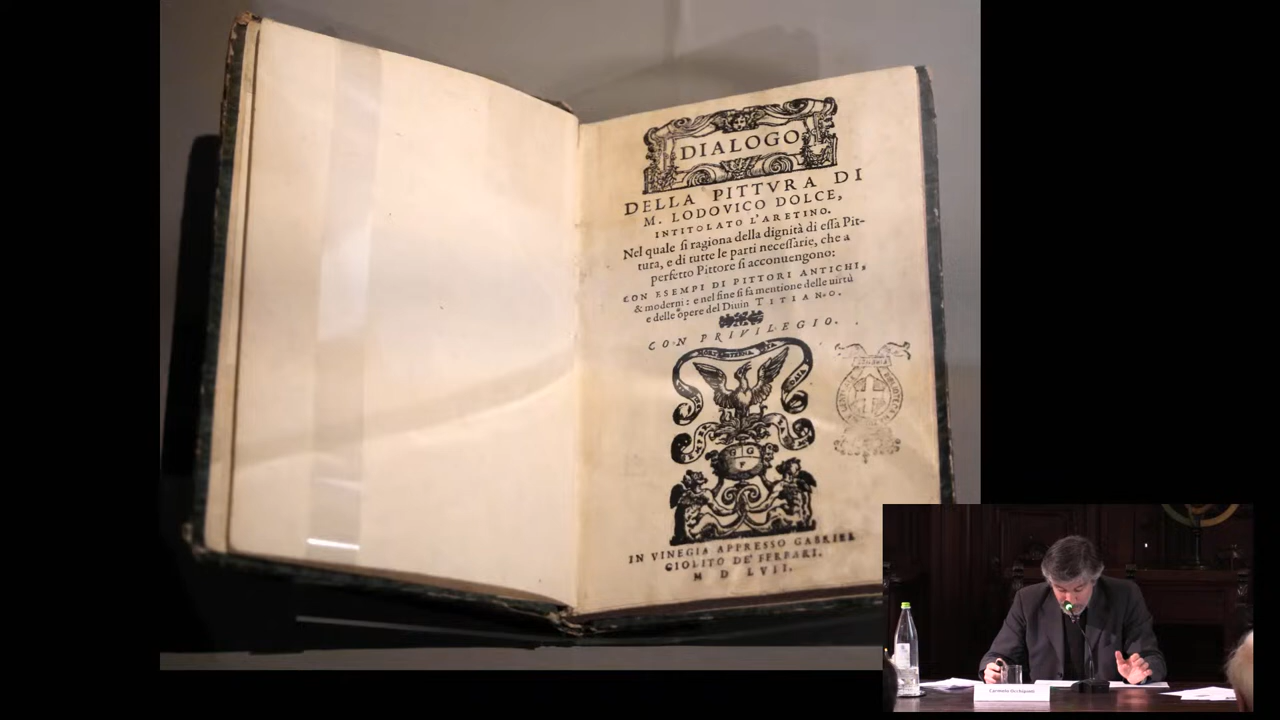 DIALOGO
DELLA PITTVRA DI
M. LODOVICO DOLCE,
INTITOLATO L'ARETINO.
Nel quale ſi ragiona della dignità di eſſa Pit-
tura, e di tutte le parti neceſſarie, che a
perfetto Pittore ſi acconuengono:
CON ESEMPI DI PITTORI ANTICHI,
& moderni: e nel fine ſi fa mentione delle uirtù
e delle opere del Diuin TITIANO.
CON PRIVILEGIO.
G G
F
IN VINEGIA APPRESSO GABRIEL
GIOLITO DE' FERRARI.
M D LVII.